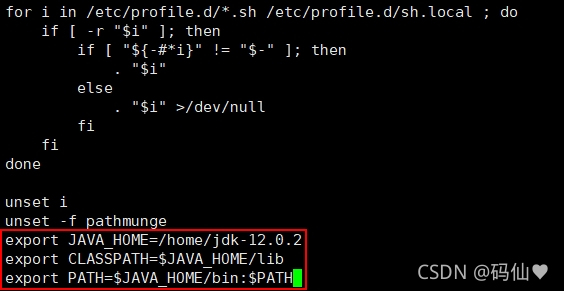 for i in /etc/profile.d/*.sh /etc/profile.d/sh.local ; do
    if [ -r "$i" ]; then
        if [ "${-#*i}" != "$-" ]; then
            . "$i"
        else
            . "$i" >/dev/null
        fi
    fi
done

unset i
unset -f pathmunge
export JAVA_HOME=/home/jdk-12.0.2
export CLASSPATH=$JAVA_HOME/lib
export PATH=$JAVA_HOME/bin:$PATH
CSDN @码仙♥